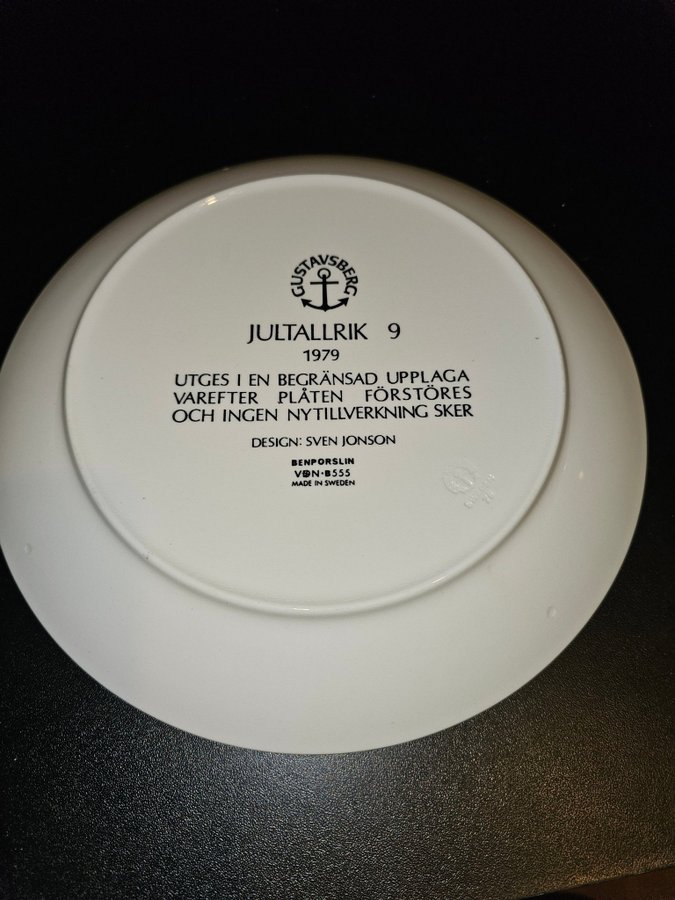 GUSTAVSBERG
JULTALLRIK 9
1979
UTGES I EN BEGRÄNSAD UPPLAGA
VAREFTER PLÅTEN FÖRSTÖRES
OCH INGEN NYTILLVERKNING SKER
DESIGN: SVEN JONSON
BENPORSLIN
VDN·B555
MADE IN SWEDEN